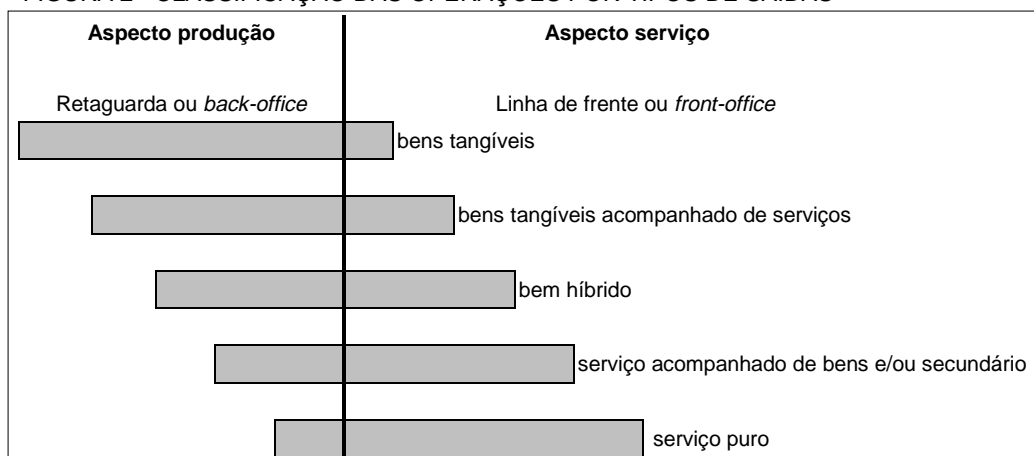 Aspecto produção Aspecto serviço
Retaguarda ou back-office Linha de frente ou front-office
bens tangíveis
bens tangíveis acompanhado de serviços
bem híbrido
serviço acompanhado de bens e/ou secundário
serviço puro